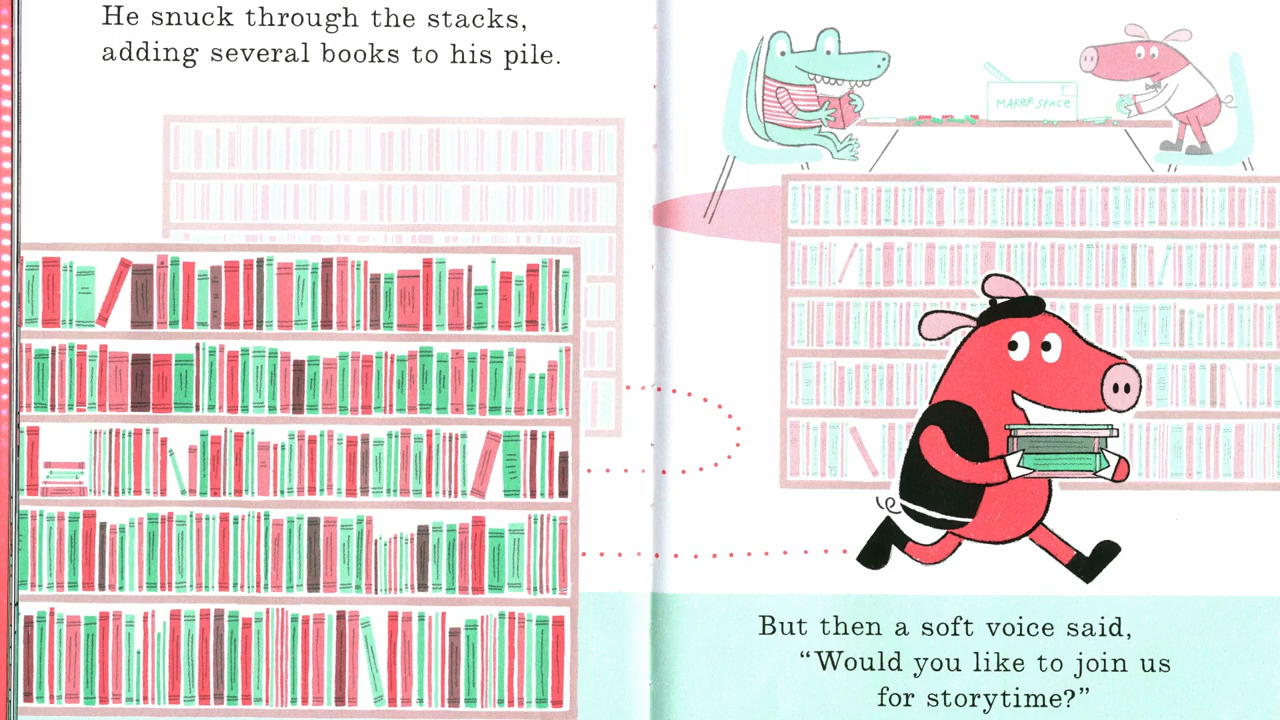 He snuck through the stacks,
adding several books to his pile.
MAKER SPACE
But then a soft voice said,
“Would you like to join us
for storytime?”